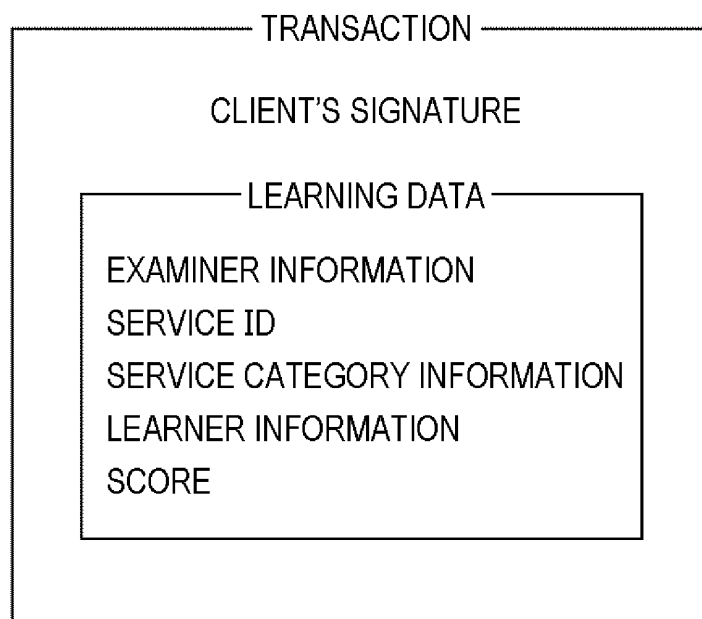 TRANSACTION
CLIENT'S SIGNATURE
LEARNING DATA
EXAMINER INFORMATION
SERVICE ID
SERVICE CATEGORY INFORMATION
LEARNER INFORMATION
SCORE